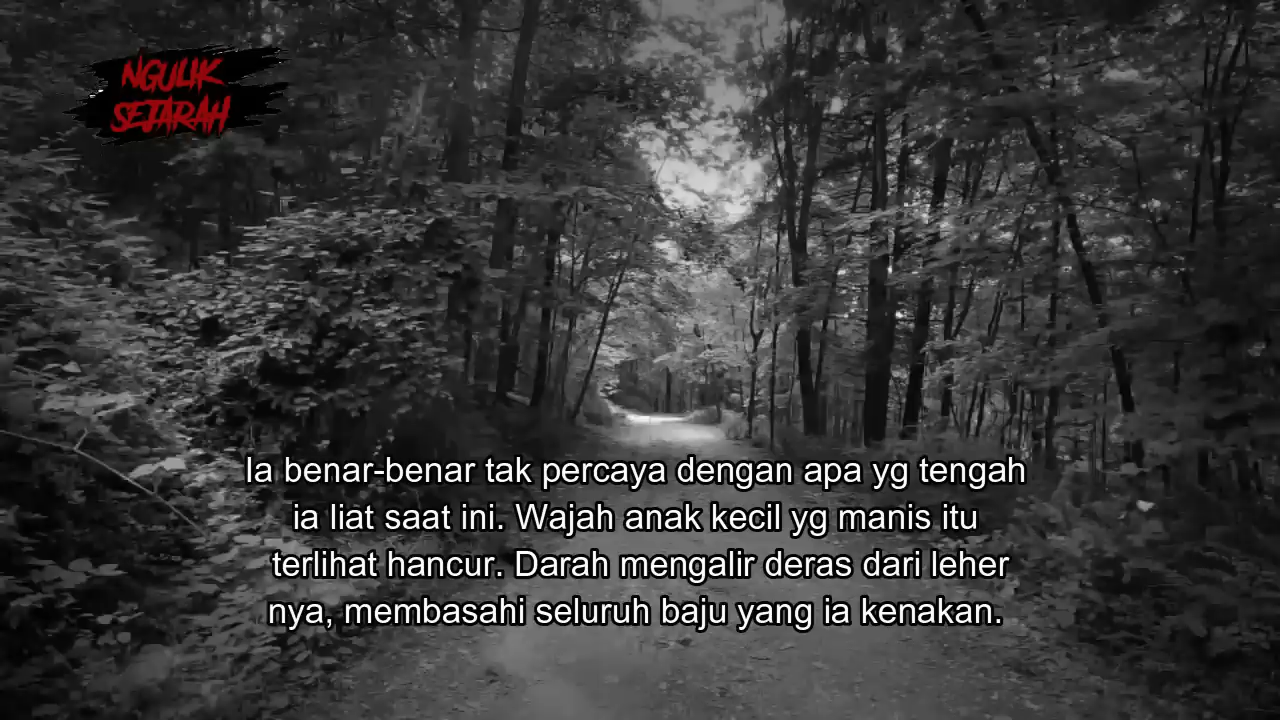 NGULIK
SEJARAH
Ia benar-benar tak percaya dengan apa yg tengah
ia liat saat ini. Wajah anak kecil yg manis itu
terlihat hancur. Darah mengalir deras dari leher
nya, membasahi seluruh baju yang ia kenakan.